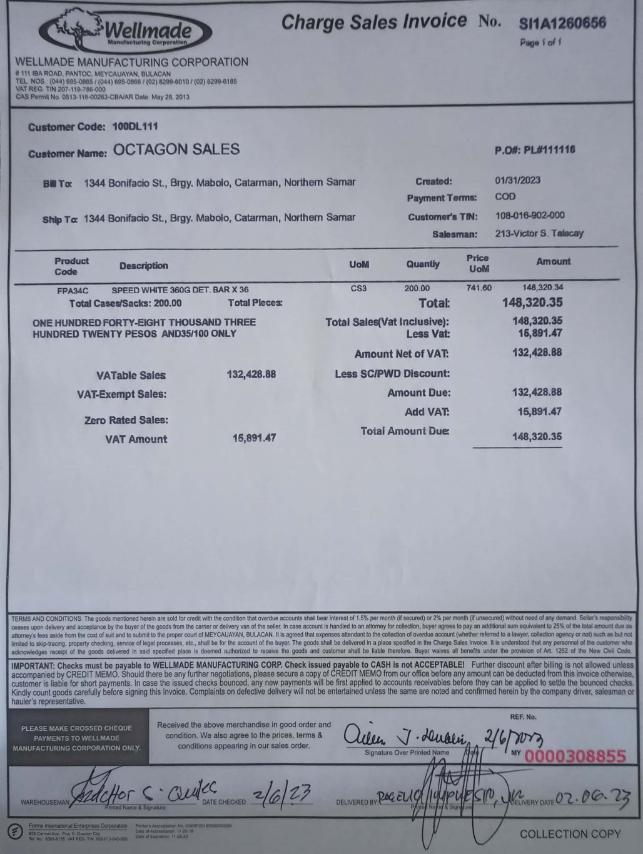 Wellmade
Manufacturing Corporation
Charge Sales Invoice No. SI1A1260656
Page 1 of 1
WELLMADE MANUFACTURING CORPORATION
# 111 IBA ROAD, PANTOC, MEYCAUAYAN, BULACAN
TEL. NOS. (044) 695-0865 / (044) 695-0866 / (02) 8299-6010 / (02) 8299-6185
VAT REG. TIN 207-119-786-000
CAS Permit No. 0513-116-00263-CBA/AR Date: May 28, 2013
Customer Code: 100DL111
Customer Name: OCTAGON SALES
P.O#: PL#111116
Bill To: 1344 Bonifacio St., Brgy. Mabolo, Catarman, Northern Samar
Created: 01/31/2023
Payment Terms: COD
Ship To: 1344 Bonifacio St., Brgy. Mabolo, Catarman, Northern Samar
Customer's TIN: 108-016-902-000
Salesman: 213-Victor S. Talacay
Product Code Description UoM Quantiy Price UoM Amount
FPA34C SPEED WHITE 360G DET. BAR X 36 CS3 200.00 741.60 148,320.34
Total Cases/Sacks: 200.00 Total Pieces: Total: 148,320.35
ONE HUNDRED FORTY-EIGHT THOUSAND THREE
HUNDRED TWENTY PESOS AND35/100 ONLY
Total Sales(Vat Inclusive): 148,320.35
Less Vat: 15,891.47
Amount Net of VAT: 132,428.88
VATable Sales 132,428.88
Less SC/PWD Discount:
VAT-Exempt Sales:
Amount Due: 132,428.88
Zero Rated Sales:
Add VAT: 15,891.47
VAT Amount 15,891.47
Total Amount Due: 148,320.35
TERMS AND CONDITIONS. The goods mentioned herein are sold for credit with the condition that overdue accounts shall bear interest of 1.5% per month (if secured) or 2% per month (if unsecured) without need of any demand. Seller's responsibility
ceases upon delivery and acceptance by the buyer of the goods from the carrier or delivery van of the seller. In case account is handled to an attorney for collection, buyer agrees to pay an additional sum equivalent to 25% of the total amount due as
attorney's fees aside from the cost of suit and to submit to the proper court of MEYCAUAYAN, BULACAN. It is agreed that expenses attendant to the collection of overdue account (whether referred to a lawyer, collection agency or not) such as but not
limited to skip-tracing, property checking, service of legal processes, etc., shall be for the account of the buyer. The goods shall be delivered in a place specified in the Charge Sales Invoice. It is understood that any personnel of the customer who
acknowledges receipt of the goods delivered in said specified place is deemed authorized to receive the goods and customer shall be liable therefore. Buyer waives all benefits under the provision of Art. 1252 of the New Civil Code.
IMPORTANT: Checks must be payable to WELLMADE MANUFACTURING CORP. Check issued payable to CASH is not ACCEPTABLE! Further discount after billing is not allowed unless
accompanied by CREDIT MEMO. Should there be any further negotiations, please secure a copy of CREDIT MEMO from our office before any amount can be deducted from this invoice otherwise,
customer is liable for short payments. In case the issued checks bounced, any new payments will be first applied to accounts receivables before they can be applied to settle the bounced checks.
Kindly count goods carefully before signing this invoice. Complaints on defective delivery will not be entertained unless the same are noted and confirmed herein by the company driver, salesman or
hauler's representative.
PLEASE MAKE CROSSED CHEQUE
PAYMENTS TO WELLMADE
MANUFACTURING CORPORATION ONLY.
Received the above merchandise in good order and
condition. We also agree to the prices, terms &
conditions appearing in our sales order.
2/6/2023
Signature Over Printed Name
REF. No.
MY 0000308855
WAREHOUSEMAN
Printed Name & Signature
DATE CHECKED 2/6/23
DELIVERED BY:
DELIVERY DATE 02.06.23
Forms International Enterprises Corporation
COLLECTION COPY